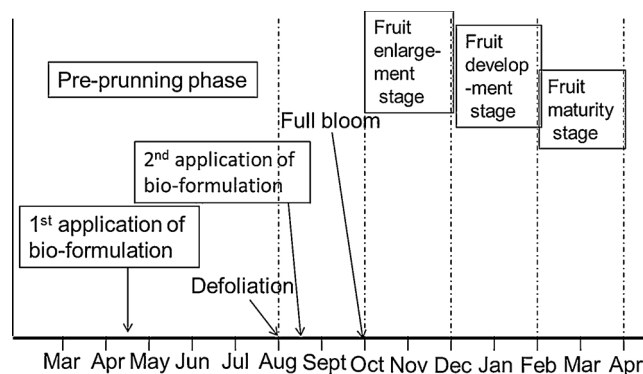 Fruit
enlarge-
ment
stage
Fruit
develop
-ment
stage
Fruit
maturity
stage
Pre-prunning phase
Full bloom
2nd application of
bio-formulation
1st application of
bio-formulation
Defoliation
Mar Apr May Jun Jul Aug Sept Oct Nov Dec Jan Feb Mar Apr